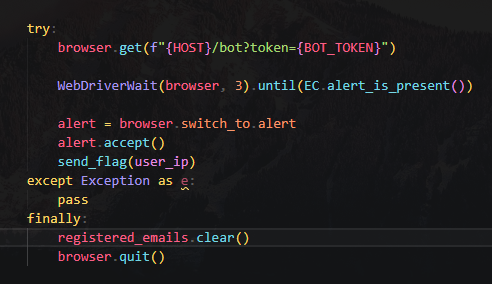 try:
browser.get(f"{HOST}/bot?token={BOT_TOKEN}")
WebDriverWait(browser, 3).until(EC.alert_is_present())
alert = browser.switch_to.alert
alert.accept()
send_flag(user_ip)
except Exception as e:
pass
finally:
registered_emails.clear()
browser.quit()